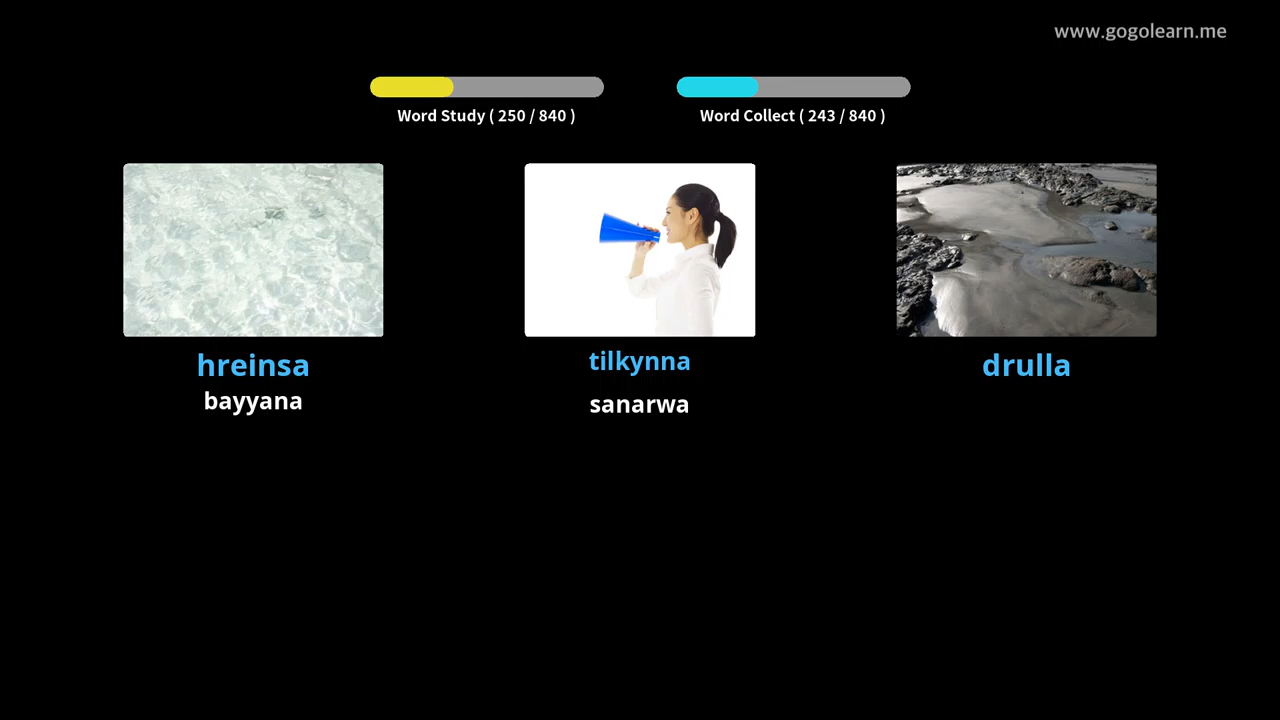 www.gogolearn.me
Word Study ( 250 / 840 )
Word Collect ( 243 / 840 )
hreinsa
bayyana
tilkynna
sanarwa
drulla